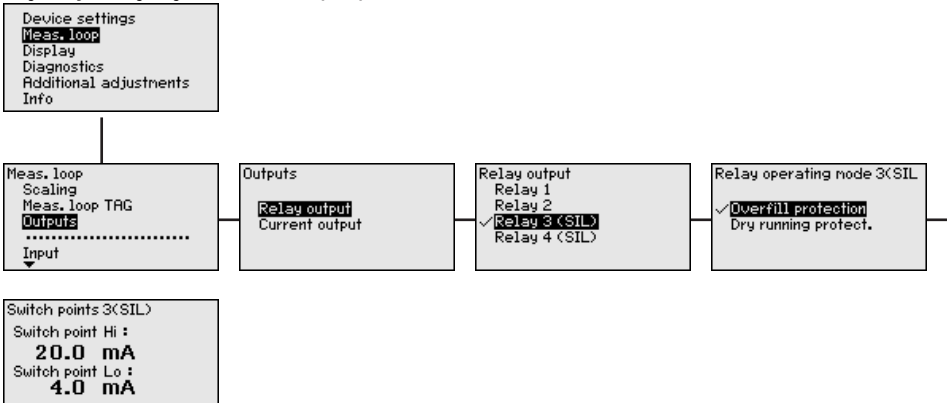 Device settings
Meas. loop
Display
Diagnostics
Additional adjustments
Info
Meas. loop
Scaling
Meas. loop TAG
Outputs
Input
Outputs
Relay output
Current output
Relay output
Relay 1
Relay 2
✓Relay 3 (SIL)
Relay 4 (SIL)
Relay operating mode 3(SIL
✓Overfill protection
Dry running protect.
Switch points 3(SIL)
Switch point Hi :
20.0 mA
Switch point Lo :
4.0 mA